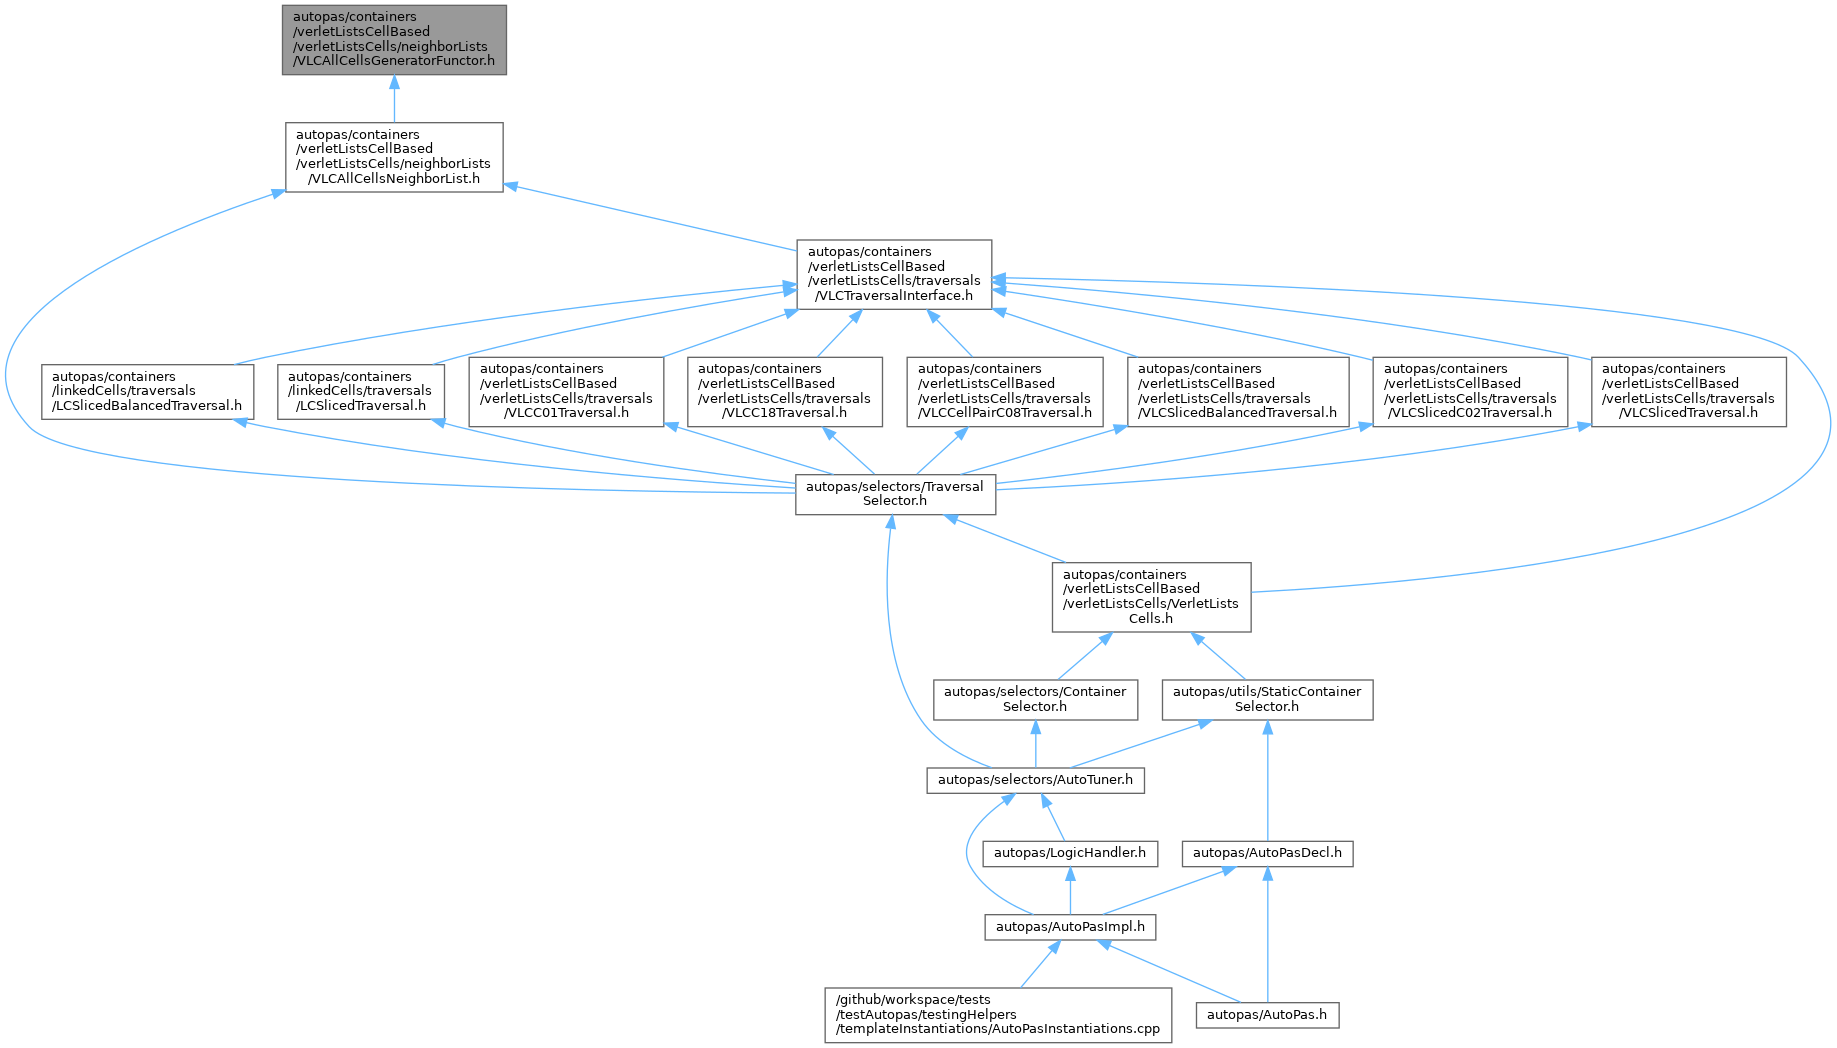 autopas/containers
/verletListsCellBased
/verletListsCells/neighborLists
/VLCAllCellsGeneratorFunctor.h
autopas/containers
/verletListsCellBased
/verletListsCells/neighborLists
/VLCAllCellsNeighborList.h
autopas/containers
/verletListsCellBased
/verletListsCells/traversals
/VLCTraversalInterface.h
autopas/containers
/linkedCells/traversals
/LCSlicedBalancedTraversal.h
autopas/containers
/linkedCells/traversals
/LCSlicedTraversal.h
autopas/containers
/verletListsCellBased
/verletListsCells/traversals
/VLCC01Traversal.h
autopas/containers
/verletListsCellBased
/verletListsCells/traversals
/VLCC18Traversal.h
autopas/containers
/verletListsCellBased
/verletListsCells/traversals
/VLCCellPairC08Traversal.h
autopas/containers
/verletListsCellBased
/verletListsCells/traversals
/VLCSlicedBalancedTraversal.h
autopas/containers
/verletListsCellBased
/verletListsCells/traversals
/VLCSlicedC02Traversal.h
autopas/containers
/verletListsCellBased
/verletListsCells/traversals
/VLCSlicedTraversal.h
autopas/selectors/Traversal
Selector.h
autopas/containers
/verletListsCellBased
/verletListsCells/VerletLists
Cells.h
autopas/selectors/Container
Selector.h
autopas/utils/StaticContainer
Selector.h
autopas/selectors/AutoTuner.h
autopas/LogicHandler.h
autopas/AutoPasDecl.h
autopas/AutoPasImpl.h
/github/workspace/tests
/testAutopas/testingHelpers
/templateInstantiations/AutoPasInstantiations.cpp
autopas/AutoPas.h